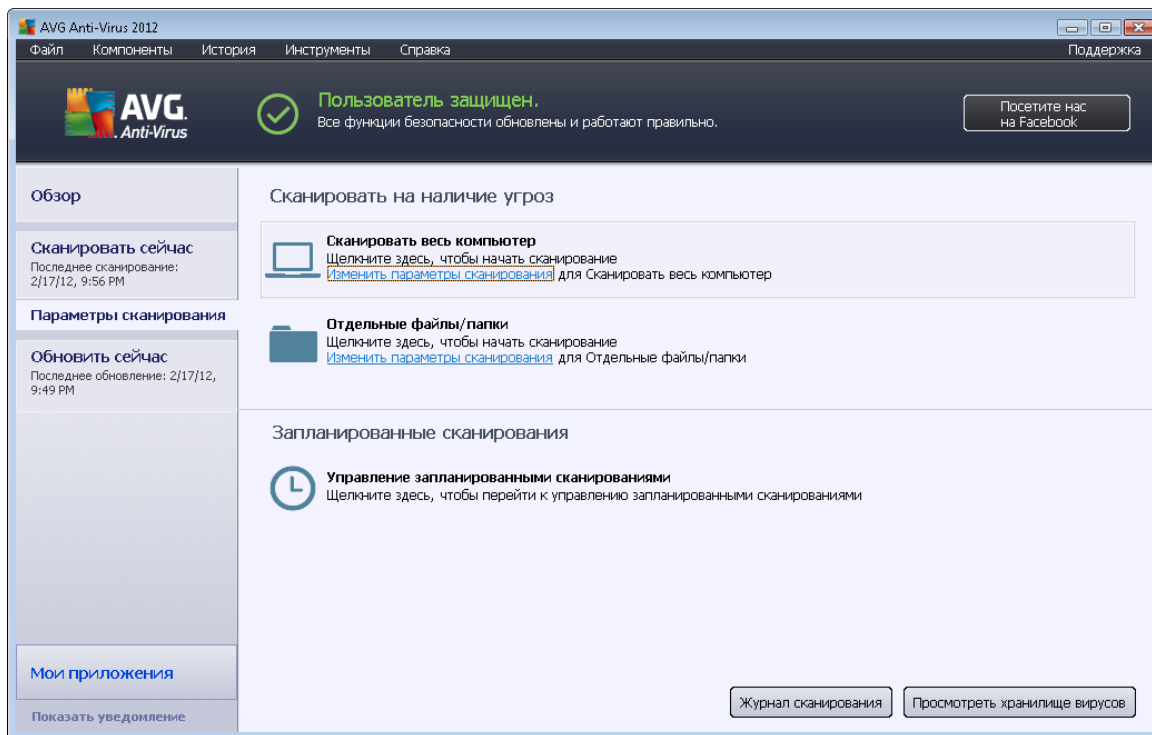 AVG Anti-Virus 2012
Файл Компоненты История Инструменты Справка Поддержка
AVG.
Anti-Virus
Пользователь защищен.
Все функции безопасности обновлены и работают правильно.
Посетите нас
на Facebook
Обзор
Сканировать сейчас
Последнее сканирование:
2/17/12, 9:56 PM
Параметры сканирования
Обновить сейчас
Последнее обновление: 2/17/12,
9:49 PM
Мои приложения
Показать уведомление
Сканировать на наличие угроз
Сканировать весь компьютер
Щелкните здесь, чтобы начать сканирование
Изменить параметры сканирования для Сканировать весь компьютер
Отдельные файлы/папки
Щелкните здесь, чтобы начать сканирование
Изменить параметры сканирования для Отдельные файлы/папки
Запланированные сканирования
Управление запланированными сканированиями
Щелкните здесь, чтобы перейти к управлению запланированными сканированиями
Журнал сканирования
Просмотреть хранилище вирусов